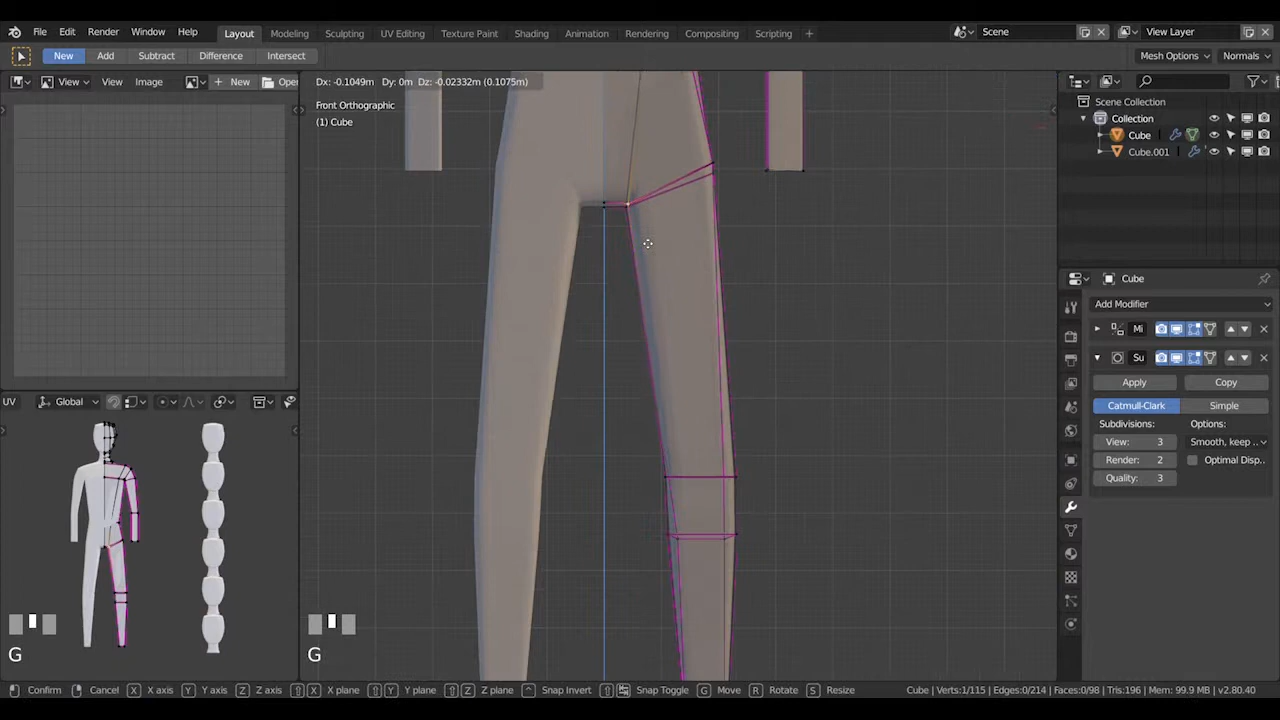 File Edit Render Window Help Layout Modeling Sculpting UV Editing Texture Paint Shading Animation Rendering Compositing Scripting + Scene View Layer
New Add Subtract Difference Intersect Mesh Options Normals
View View Image + New Open
Dx: -0.1049m Dy: 0m Dz: -0.02332m (0.1075m)
Front Orthographic
(1) Cube
Scene Collection
Collection
Cube
Cube.001
Cube
Add Modifier
Mi
Su
Apply Copy
Catmull-Clark Simple
Subdivisions: Options:
View: 3 Smooth, keep ..
Render: 2 Optimal Disp..
Quality: 3
UV Global
G
G
Confirm Cancel X X axis Y Y axis Z Z axis X X plane Y Y plane Z Z plane ^ Snap Invert Snap Toggle G Move R Rotate S Resize Cube | Verts:1/115 | Edges:0/214 | Faces:0/98 | Tris:196 | Mem: 99.9 MB | v2.80.40